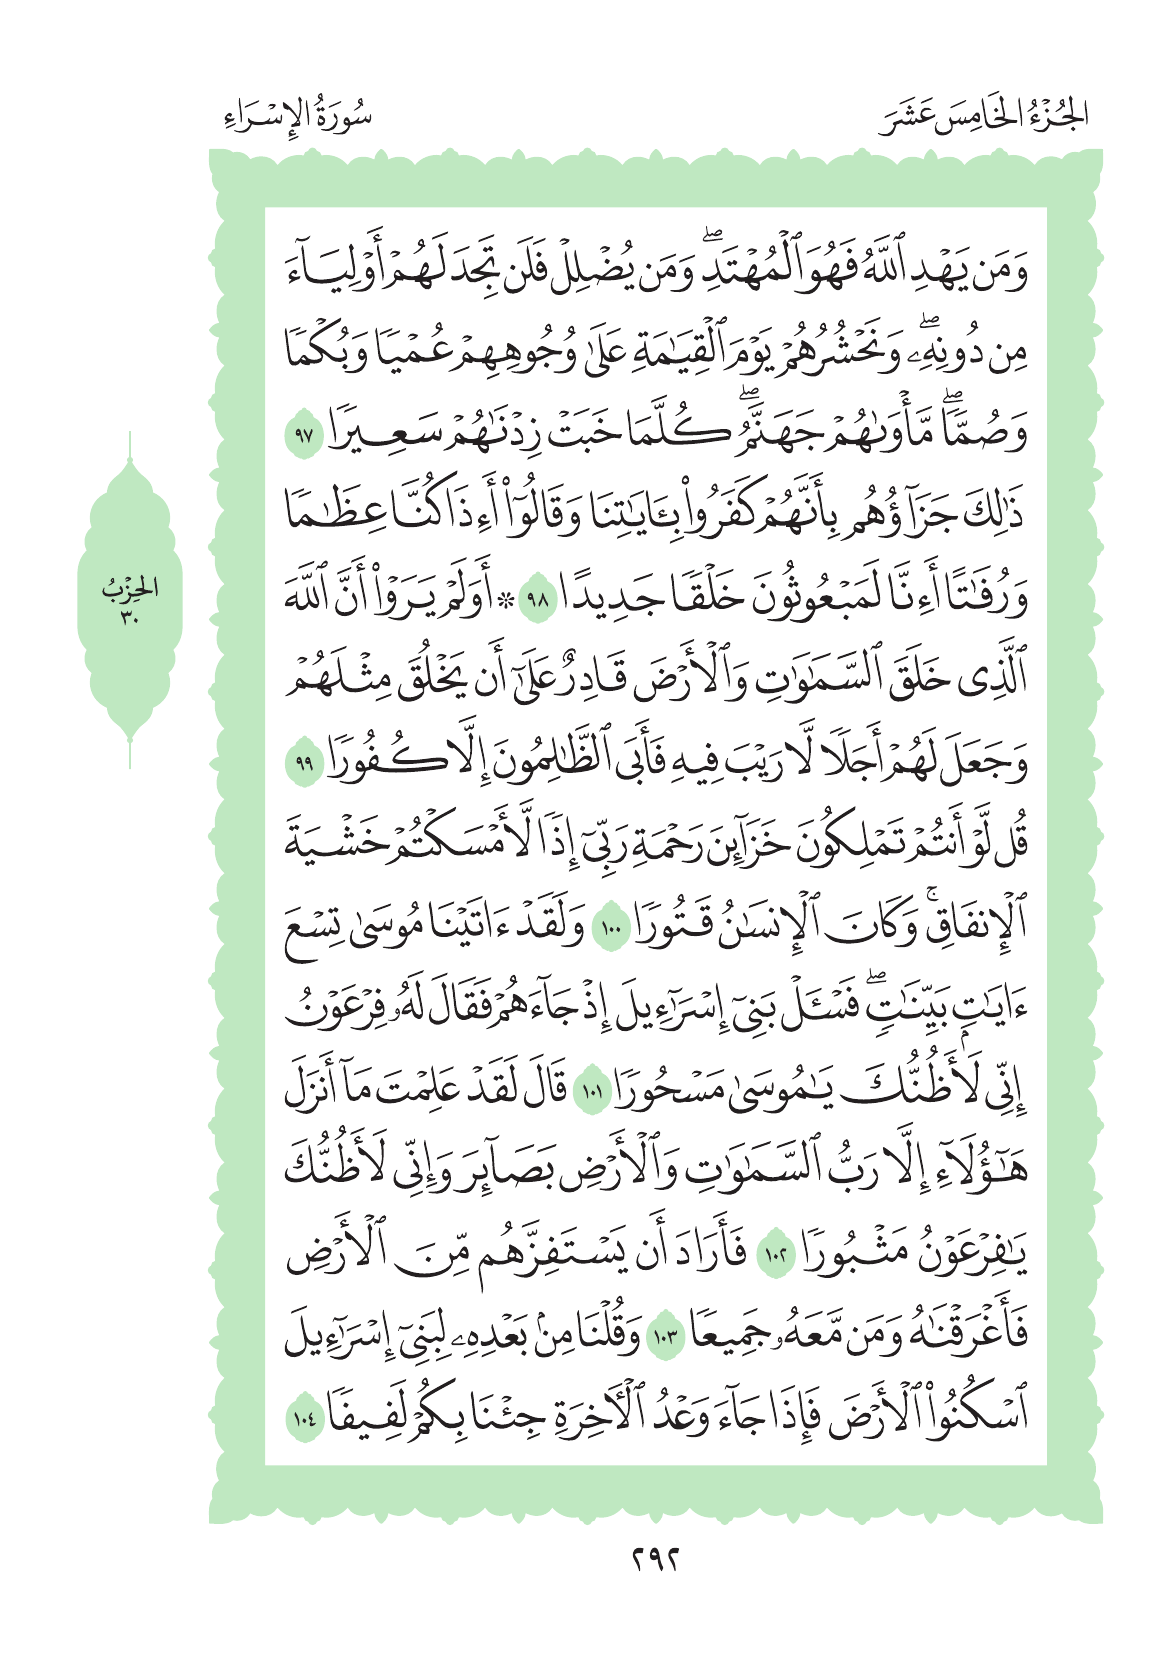 الجُزْءُ الخَامِسَ عَشَرَ
سُورَةُ الإِسْرَاءِ
وَمَن يَهْدِ ٱللَّهُ فَهُوَ ٱلْمُهْتَدِۖ وَمَن يُضْلِلْ فَلَن تَجِدَ لَهُمْ أَوْلِيَآءَ
مِن دُونِهِۦۖ وَنَحْشُرُهُمْ يَوْمَ ٱلْقِيَٰمَةِ عَلَىٰ وُجُوهِهِمْ عُمْيًا وَبُكْمًا
وَصُمًّاۖ مَّأْوَىٰهُمْ جَهَنَّمُۖ كُلَّمَا خَبَتْ زِدْنَٰهُمْ سَعِيرًا ٩٧
ذَٰلِكَ جَزَآؤُهُم بِأَنَّهُمْ كَفَرُوا۟ بِـَٔايَٰتِنَا وَقَالُوٓا۟ أَءِذَا كُنَّا عِظَٰمًا
وَرُفَٰتًا أَءِنَّا لَمَبْعُوثُونَ خَلْقًا جَدِيدًا ٩٨ * أَوَلَمْ يَرَوْا۟ أَنَّ ٱللَّهَ
ٱلَّذِى خَلَقَ ٱلسَّمَٰوَٰتِ وَٱلْأَرْضَ قَادِرٌ عَلَىٰٓ أَن يَخْلُقَ مِثْلَهُمْ
وَجَعَلَ لَهُمْ أَجَلًا لَّا رَيْبَ فِيهِ فَأَبَى ٱلظَّٰلِمُونَ إِلَّا كُفُورًا ٩٩
قُل لَّوْ أَنتُمْ تَمْلِكُونَ خَزَآئِنَ رَحْمَةِ رَبِّىٓ إِذًا لَّأَمْسَكْتُمْ خَشْيَةَ
ٱلْإِنفَاقِۚ وَكَانَ ٱلْإِنسَٰنُ قَتُورًا ١٠٠ وَلَقَدْ ءَاتَيْنَا مُوسَىٰ تِسْعَ
ءَايَٰتٍۭ بَيِّنَٰتٍۖ فَسْـَٔلْ بَنِىٓ إِسْرَٰٓءِيلَ إِذْ جَآءَهُمْ فَقَالَ لَهُۥ فِرْعَوْنُ
إِنِّى لَأَظُنُّكَ يَٰمُوسَىٰ مَسْحُورًا ١٠١ قَالَ لَقَدْ عَلِمْتَ مَآ أَنزَلَ
هَٰٓؤُلَآءِ إِلَّا رَبُّ ٱلسَّمَٰوَٰتِ وَٱلْأَرْضِ بَصَآئِرَ وَإِنِّى لَأَظُنُّكَ
يَٰفِرْعَوْنُ مَثْبُورًا ١٠٢ فَأَرَادَ أَن يَسْتَفِزَّهُم مِّنَ ٱلْأَرْضِ
فَأَغْرَقْنَٰهُ وَمَن مَّعَهُۥ جَمِيعًا ١٠٣ وَقُلْنَا مِنۢ بَعْدِهِۦ لِبَنِىٓ إِسْرَٰٓءِيلَ
ٱسْكُنُوا۟ ٱلْأَرْضَ فَإِذَا جَآءَ وَعْدُ ٱلْـَٔاخِرَةِ جِئْنَا بِكُمْ لَفِيفًا ١٠٤
الحِزْبُ
٣٠
٢٩٢